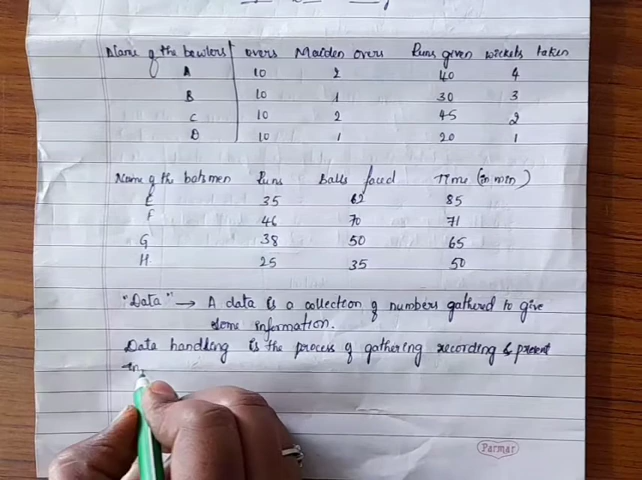 Name of the bowlers overs Maiden overs Runs given wickets taken
A 10 2 40 4
B 10 1 30 3
C 10 2 45 2
D 10 1 20 1
Name of the batsmen Runs Balls faced Time (in min)
E 35 62 85
F 46 70 71
G 38 50 65
H 25 35 50
"Data" → A data is a collection of numbers gathered to give
some information.
Data handling is the process of gathering recording & present
in
Parmar